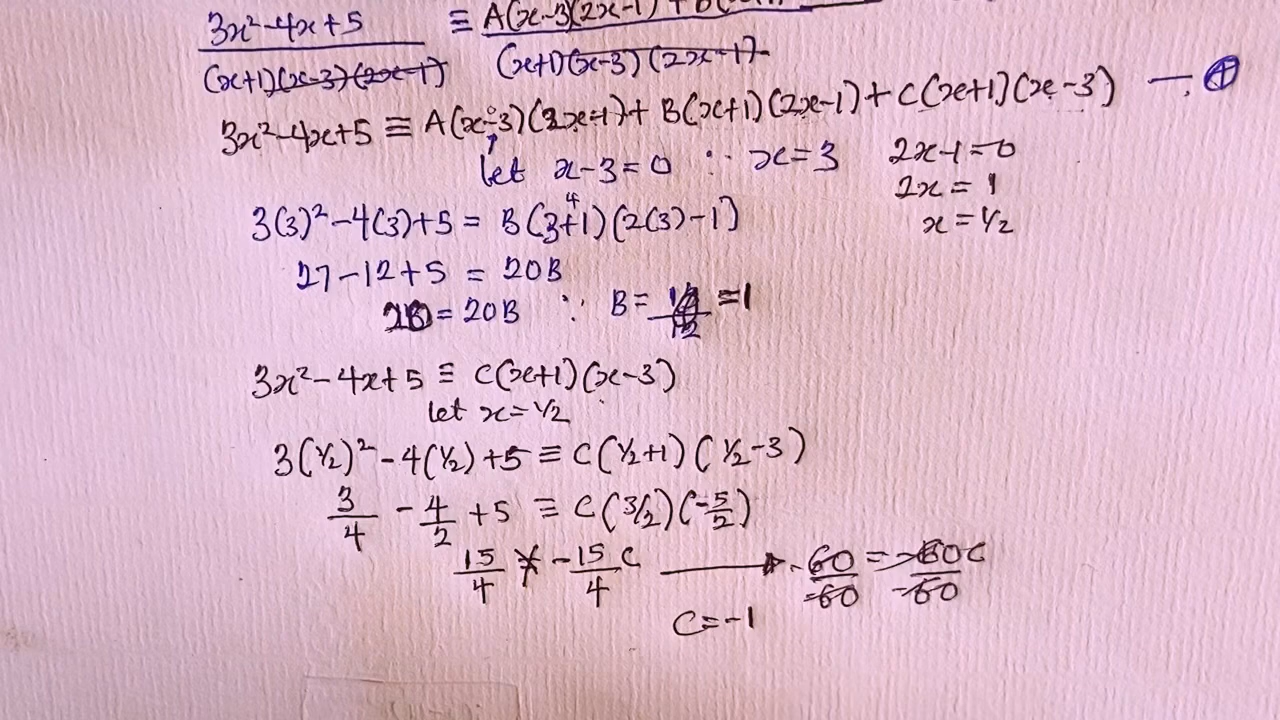 3x²-4x+5 ≡ A(x-3)(2x-1) + B(
(x+1)(x-3)(2x-1) (x+1)(x-3)(2x-1)
3x²-4x+5 ≡ A(x-3)(2x-1) + B(x+1)(2x-1) + C(x+1)(x-3) —
let x-3=0 ∵ x=3
2x-1=0
2x = 1
x = 1/2
3(3)²-4(3)+5 = B(3+1)(2(3)-1)
4
27-12+5 = 20B
20 = 20B ∵ B = =1
3x²-4x+5 ≡ C(x+1)(x-3)
let x=1/2
3(1/2)²-4(1/2)+5 ≡ C(1/2+1)(1/2-3)
3/4 - 4/2 + 5 ≡ C(3/2)(-5/2)
15/4 = -15/4 C → 60/-60 = -60C/-60
C=-1